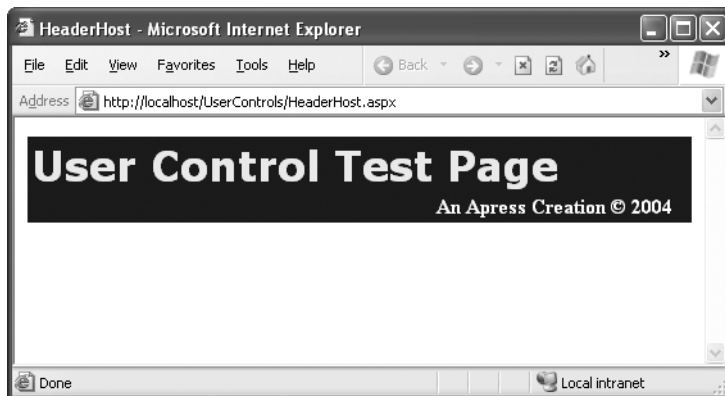 HeaderHost - Microsoft Internet Explorer
File Edit View Favorites Tools Help Back »
Address http://localhost/UserControls/HeaderHost.aspx
User Control Test Page
An Apress Creation © 2004
Done Local intranet